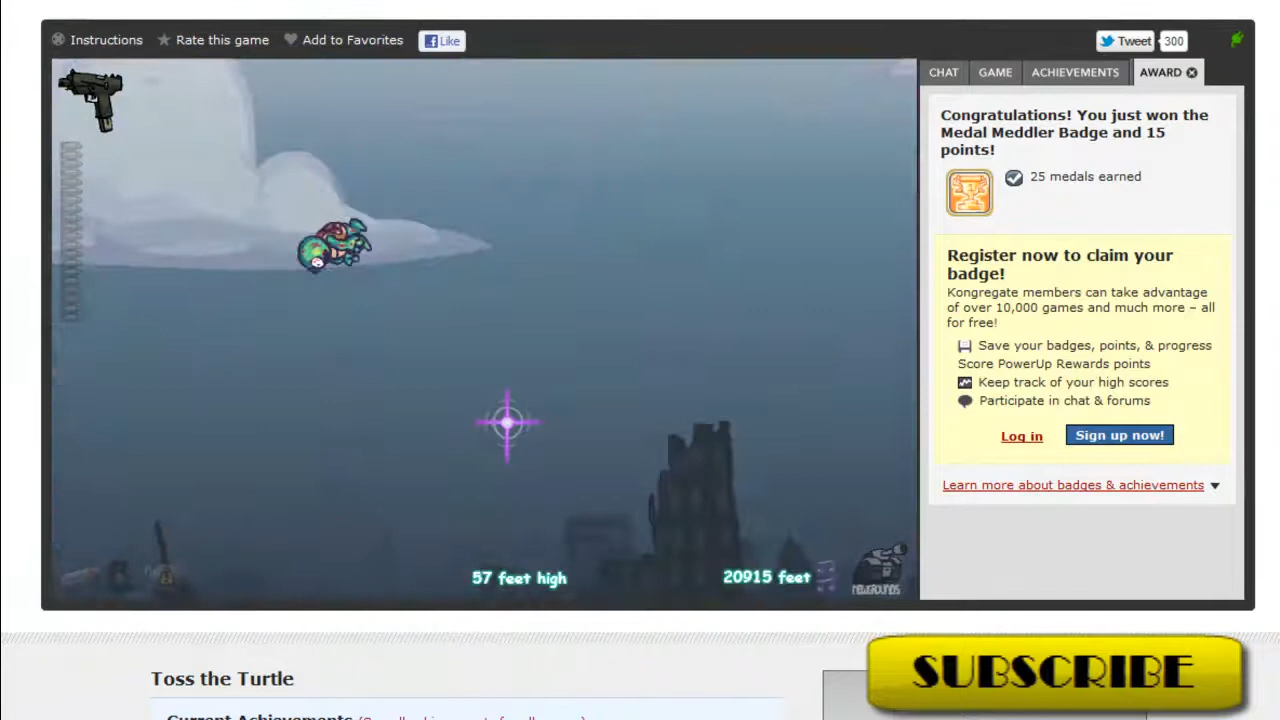 Instructions Rate this game Add to Favorites Like Tweet 300
CHAT GAME ACHIEVEMENTS AWARD
Congratulations! You just won the
Medal Meddler Badge and 15
points!
25 medals earned
Register now to claim your
badge!
Kongregate members can take advantage
of over 10,000 games and much more – all
for free!
Save your badges, points, & progress
Score PowerUp Rewards points
Keep track of your high scores
Participate in chat & forums
Log in Sign up now!
Learn more about badges & achievements
57 feet high 20915 feet
NEWGROUNDS
Toss the Turtle
SUBSCRIBE
Current Achievements